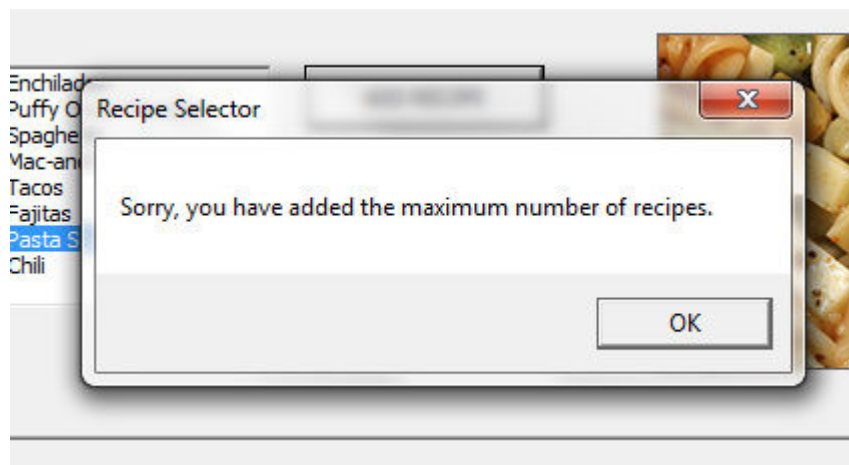 Enchilad
Puffy O
Recipe Selector
Spaghe
Mac-an
Tacos
Fajitas
Sorry, you have added the maximum number of recipes.
Pasta S
Chili
OK